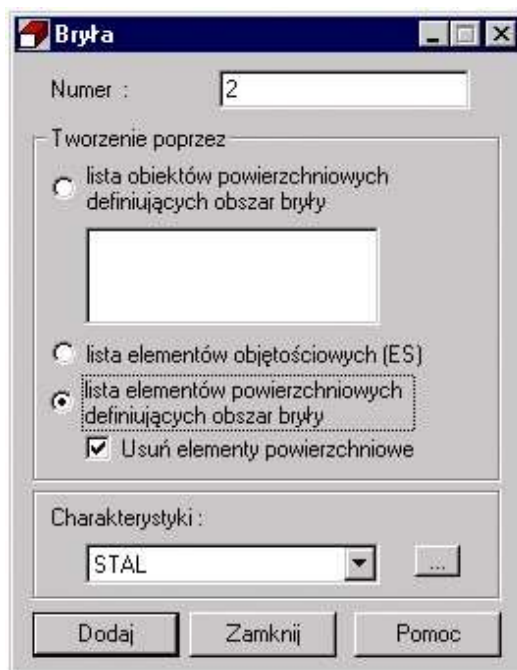 Bryła
Numer :
2
Tworzenie poprzez
lista obiektów powierzchniowych
definiujących obszar bryły
lista elementów objętościowych (ES)
lista elementów powierzchniowych
definiujących obszar bryły
Usuń elementy powierzchniowe
Charakterystyki :
STAL
...
Dodaj
Zamknij
Pomoc